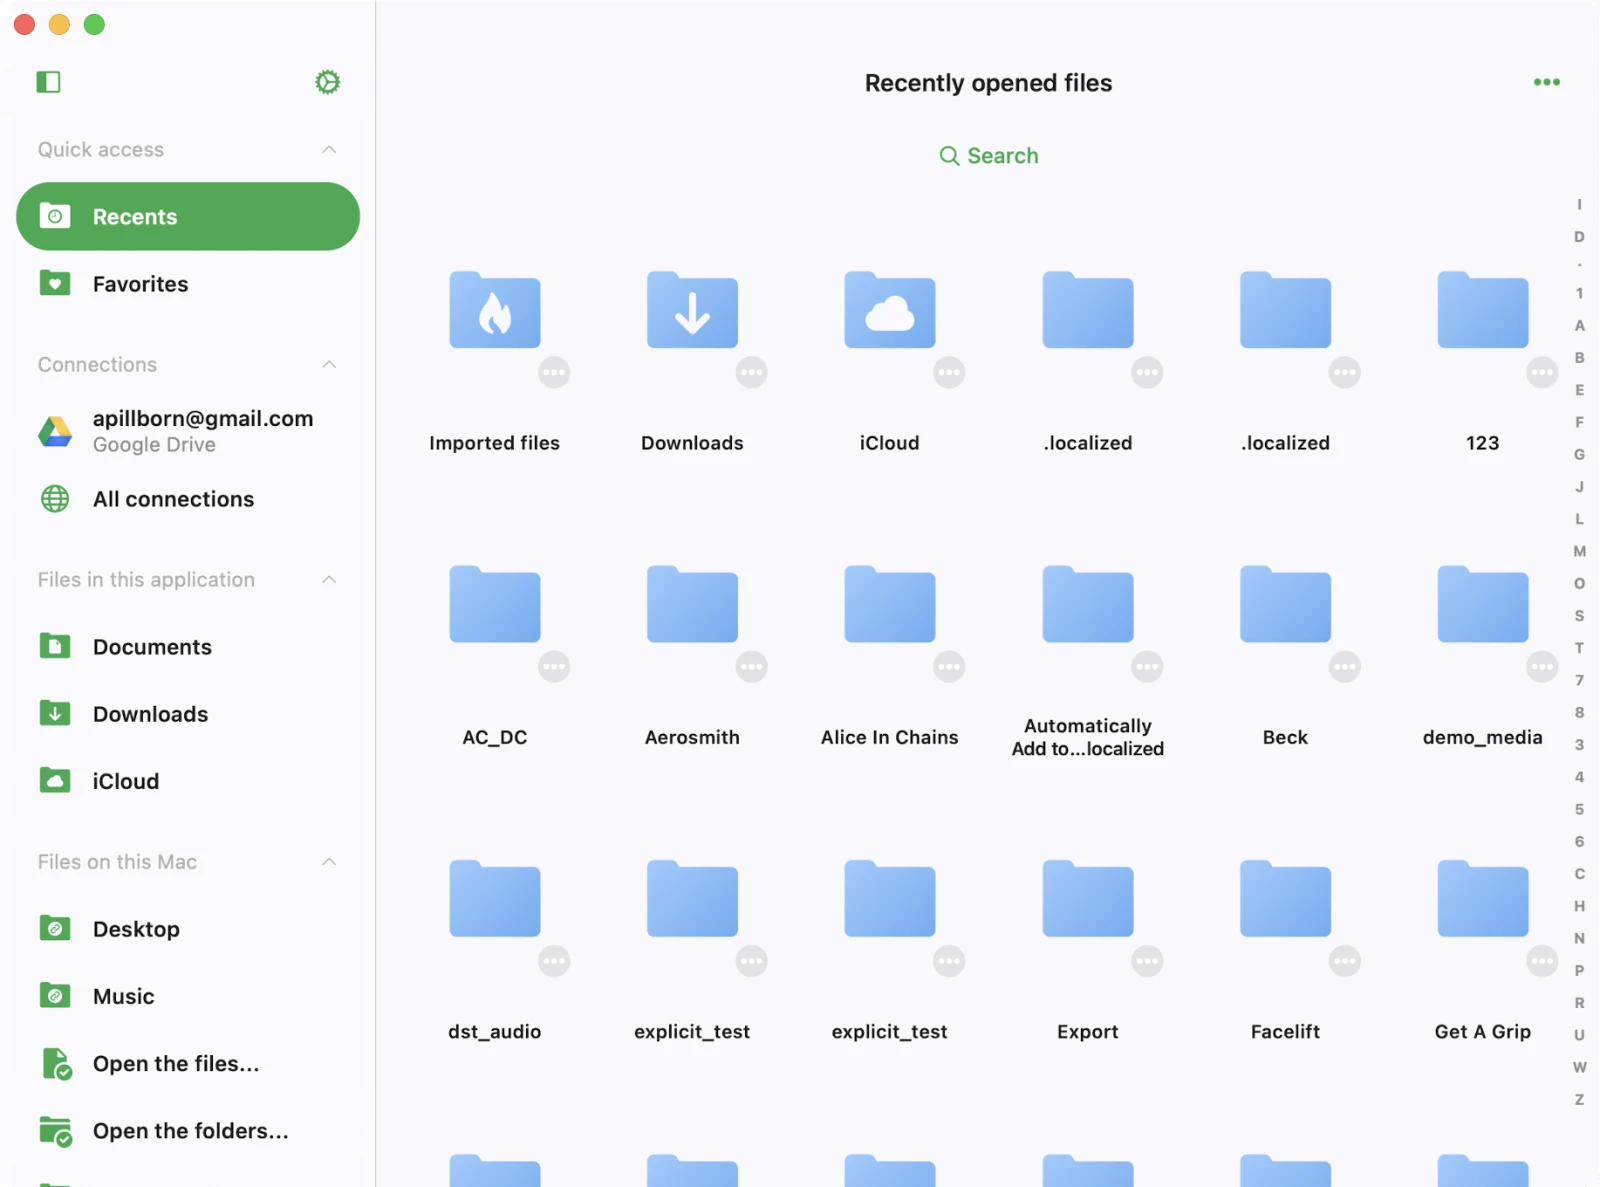 Quick access
Recents
Favorites
Connections
apillborn@gmail.com
Google Drive
All connections
Files in this application
Documents
Downloads
iCloud
Files on this Mac
Desktop
Music
Open the files...
Open the folders...
Recently opened files
Search
Imported files
Downloads
iCloud
.localized
.localized
123
AC_DC
Aerosmith
Alice In Chains
Automatically
Add to...localized
Beck
demo_media
dst_audio
explicit_test
explicit_test
Export
Facelift
Get A Grip
I
D
.
1
A
B
E
F
G
J
L
M
O
S
T
7
8
3
4
5
6
C
H
N
P
R
U
W
Z